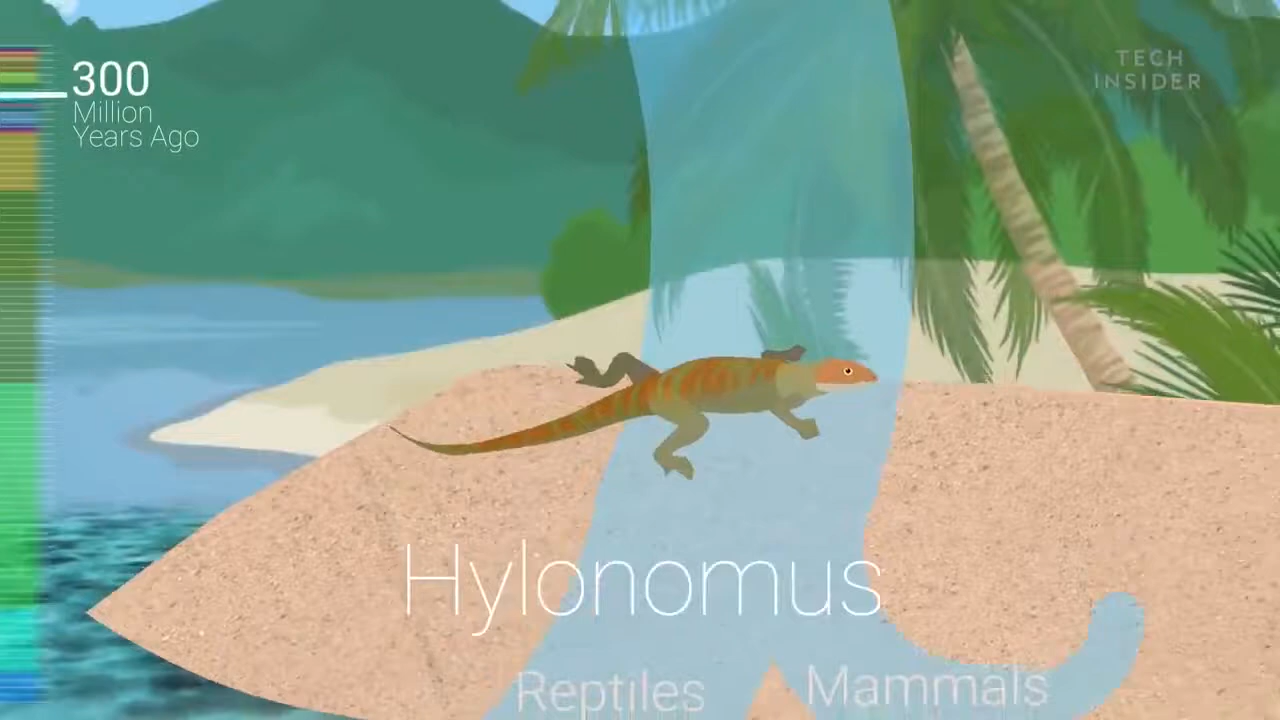 300
Million
Years Ago
TECH
INSIDER
Hylonomus
Reptiles
Mammals